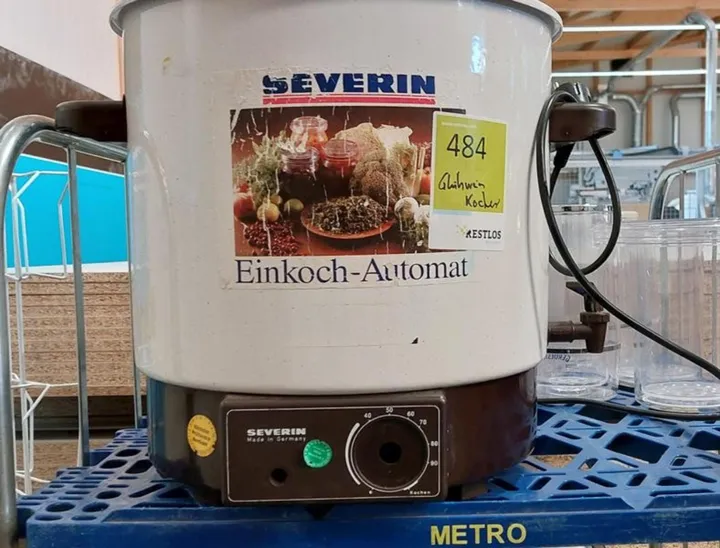 SEVERIN
484
Glühwein
Kocher
RESTLOS
Einkoch-Automat
SEVERIN
Made in Germany
40 50 60 70 80 90
Kochen
METRO